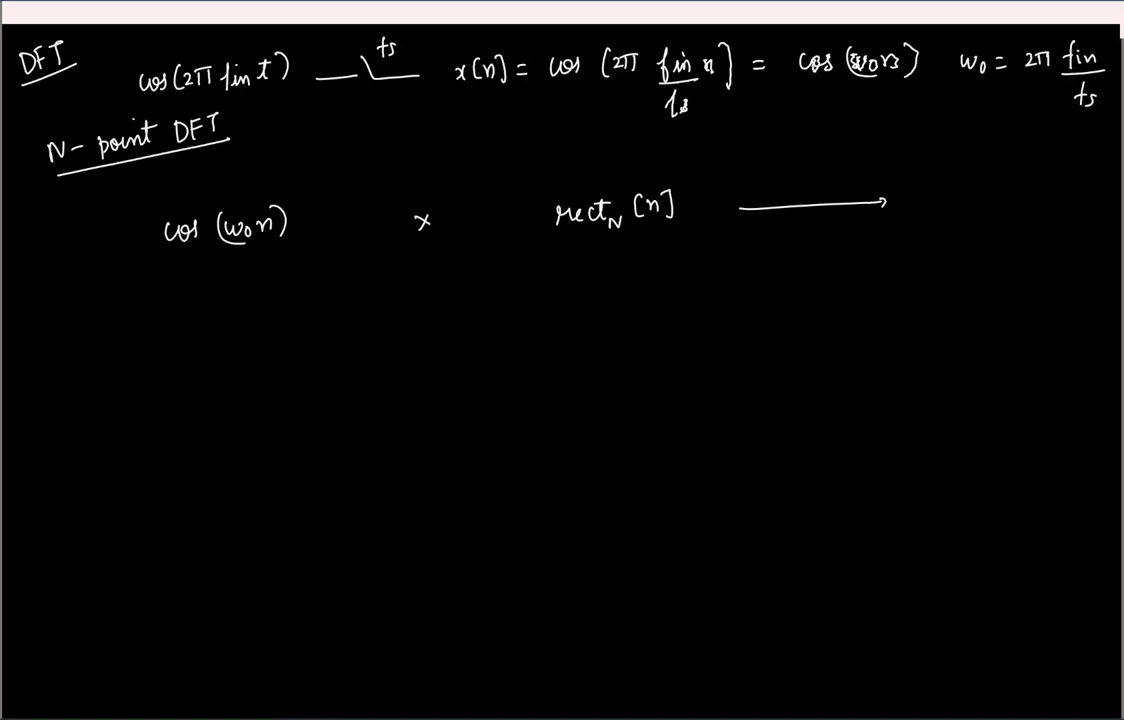 DFT
cos(2π fin t) fs x[n] = cos (2π fin/fs n) = cos (ω₀n) ω₀ = 2π fin/fs
N- point DFT
cos (ω₀n) × rect_N [n] →